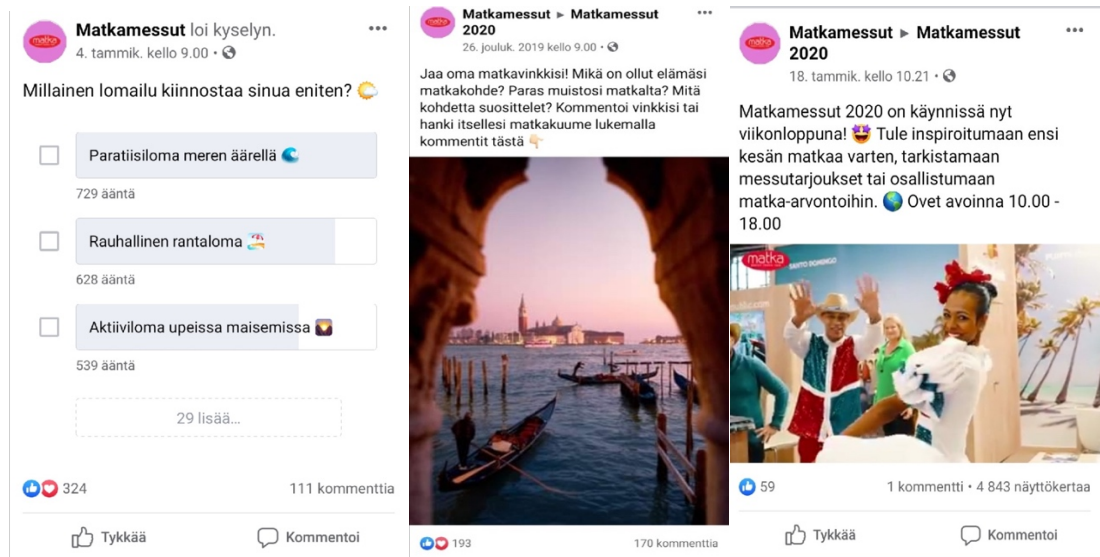 Matkamessut loi kyselyn.
4. tammik. kello 9.00 •
Millainen lomailu kiinnostaa sinua eniten?
Paratiisiloma meren äärellä
729 ääntä
Rauhallinen rantaloma
628 ääntä
Aktiiviloma upeissa maisemissa
539 ääntä
29 lisää...
324
111 kommenttia
Tykkää
Kommentoi
Matkamessut ▸ Matkamessut
2020
26. jouluk. 2019 kello 9.00 •
Jaa oma matkavinkkisi! Mikä on ollut elämäsi
matkakohde? Paras muistosi matkalta? Mitä
kohdetta suosittelet? Kommentoi vinkkisi tai
hanki itsellesi matkakuume lukemalla
kommentit tästä
193
170 kommenttia
Matkamessut ▸ Matkamessut
2020
18. tammik. kello 10.21 •
Matkamessut 2020 on käynnissä nyt
viikonloppuna! Tule inspiroitumaan ensi
kesän matkaa varten, tarkistamaan
messutarjoukset tai osallistumaan
matka-arvontoihin. Ovet avoinna 10.00 -
18.00
matka
SANTO DOMINGO
59
1 kommentti • 4 843 näyttökertaa
Tykkää
Kommentoi